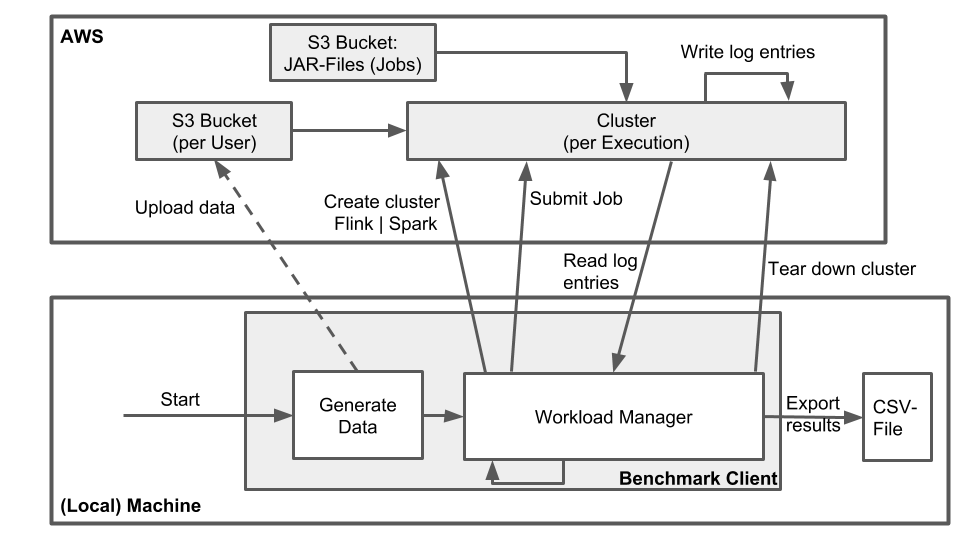 AWS
S3 Bucket:
JAR-Files (Jobs)
Write log entries
S3 Bucket
(per User)
Cluster
(per Execution)
Upload data
Create cluster
Flink | Spark
Submit Job
Read log
entries
Tear down cluster
Start
Generate
Data
Workload Manager
Export
results
CSV-
File
Benchmark Client
(Local) Machine